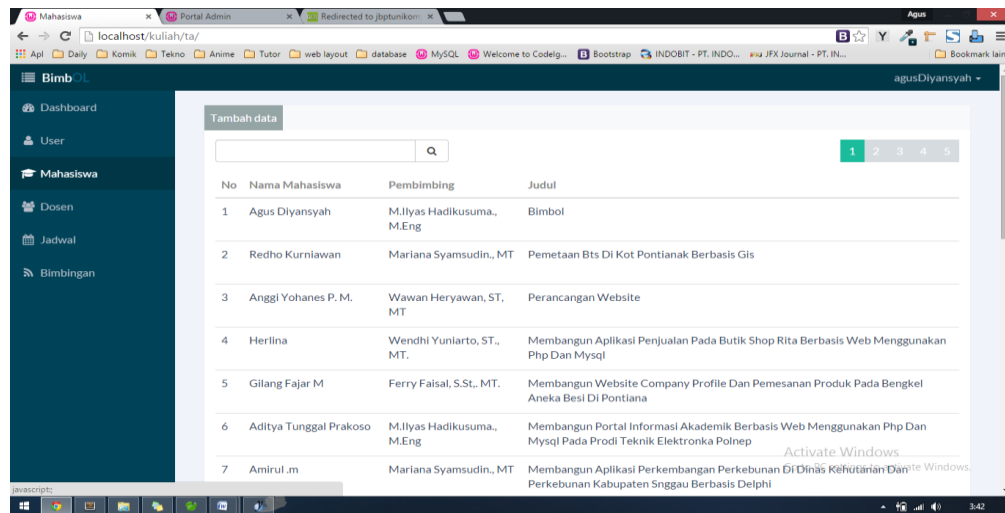 Mahasiswa
Portal Admin
Redirected to jbptunikom
Agus
localhost/kuliah/ta/
Apl Daily Komik Tekno Anime Tutor web layout database MySQL Welcome to CodeIg... Bootstrap INDOBIT - PT. INDO... JFX Journal - PT. IN... Bookmark lain
BimbOL
agusDiyansyah
Dashboard
User
Mahasiswa
Dosen
Jadwal
Bimbingan
Tambah data
1 2 3 4 5
No Nama Mahasiswa Pembimbing Judul
1 Agus Diyansyah M.Ilyas Hadikusuma., Bimbol
M.Eng
2 Redho Kurniawan Mariana Syamsudin., MT Pemetaan Bts Di Kot Pontianak Berbasis Gis
3 Anggi Yohanes P. M. Wawan Heryawan, ST, Perancangan Website
MT
4 Herlina Wendhi Yuniarto, ST., Membangun Aplikasi Penjualan Pada Butik Shop Rita Berbasis Web Menggunakan
MT. Php Dan Mysql
5 Gilang Fajar M Ferry Faisal, S.St,. MT. Membangun Website Company Profile Dan Pemesanan Produk Pada Bengkel
Aneka Besi Di Pontiana
6 Aditya Tunggal Prakoso M.Ilyas Hadikusuma., Membangun Portal Informasi Akademik Berbasis Web Menggunakan Php Dan
M.Eng Mysql Pada Prodi Teknik Elektronka Polnep
Activate Windows
7 Amirul .m Mariana Syamsudin., MT Membangun Aplikasi Perkembangan Perkebunan Di Dinas Kehutanan Dan
Perkebunan Kabupaten Snggau Berbasis Delphi
javascript:;
3:42